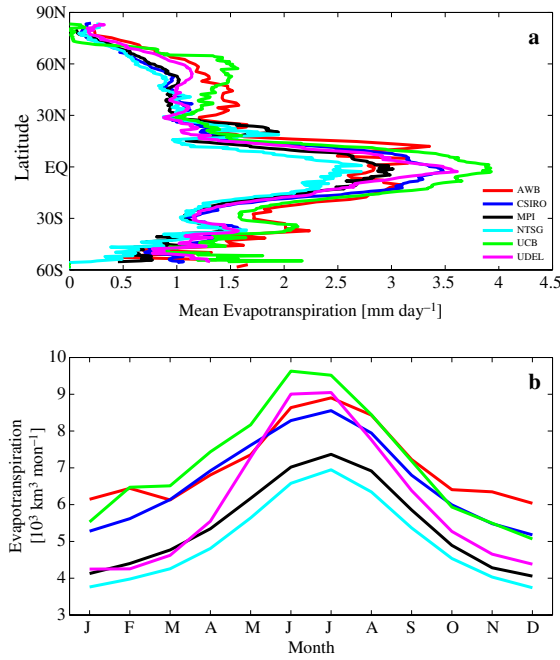 a
90N
60N
30N
EQ
30S
60S
Latitude
0 0.5 1 1.5 2 2.5 3 3.5 4 4.5
Mean Evapotranspiration [mm day⁻¹]
AWB
CSIRO
MPI
NTSG
UCB
UDEL
b
10
9
8
7
6
5
4
3
Evapotranspiration
[10³ km³ mon⁻¹]
J F M A M J J A S O N D
Month